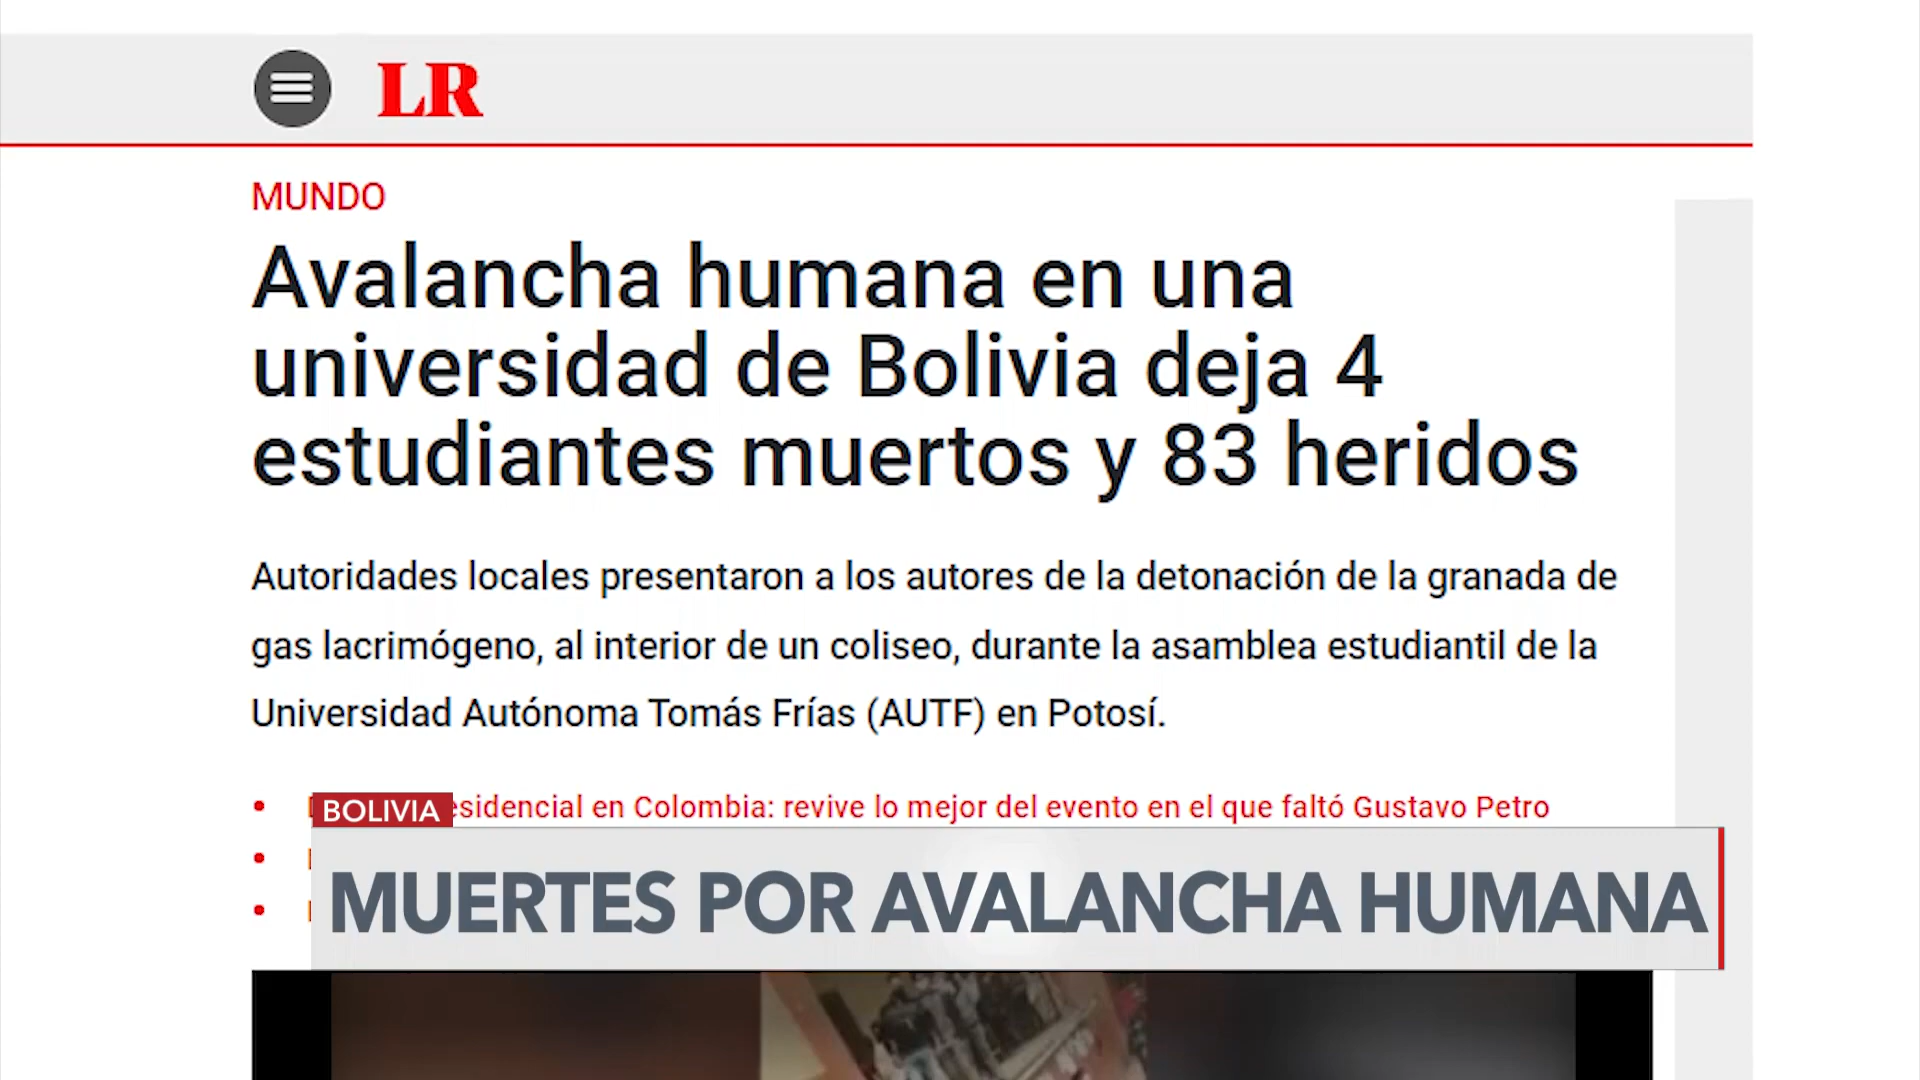 LR
MUNDO
Avalancha humana en una
universidad de Bolivia deja 4
estudiantes muertos y 83 heridos
Autoridades locales presentaron a los autores de la detonación de la granada de
gas lacrimógeno, al interior de un coliseo, durante la asamblea estudiantil de la
Universidad Autónoma Tomás Frías (AUTF) en Potosí.
en Colombia: revive lo mejor del evento en el que faltó Gustavo Petro
BOLIVIA
MUERTES POR AVALANCHA HUMANA